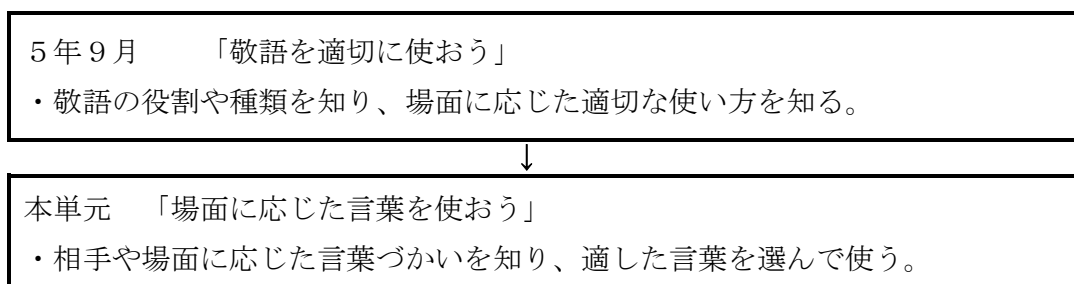 ５年９月　　「敬語を適切に使おう」
・敬語の役割や種類を知り、場面に応じた適切な使い方を知る。
↓
本単元　「場面に応じた言葉を使おう」
・相手や場面に応じた言葉づかいを知り、適した言葉を選んで使う。